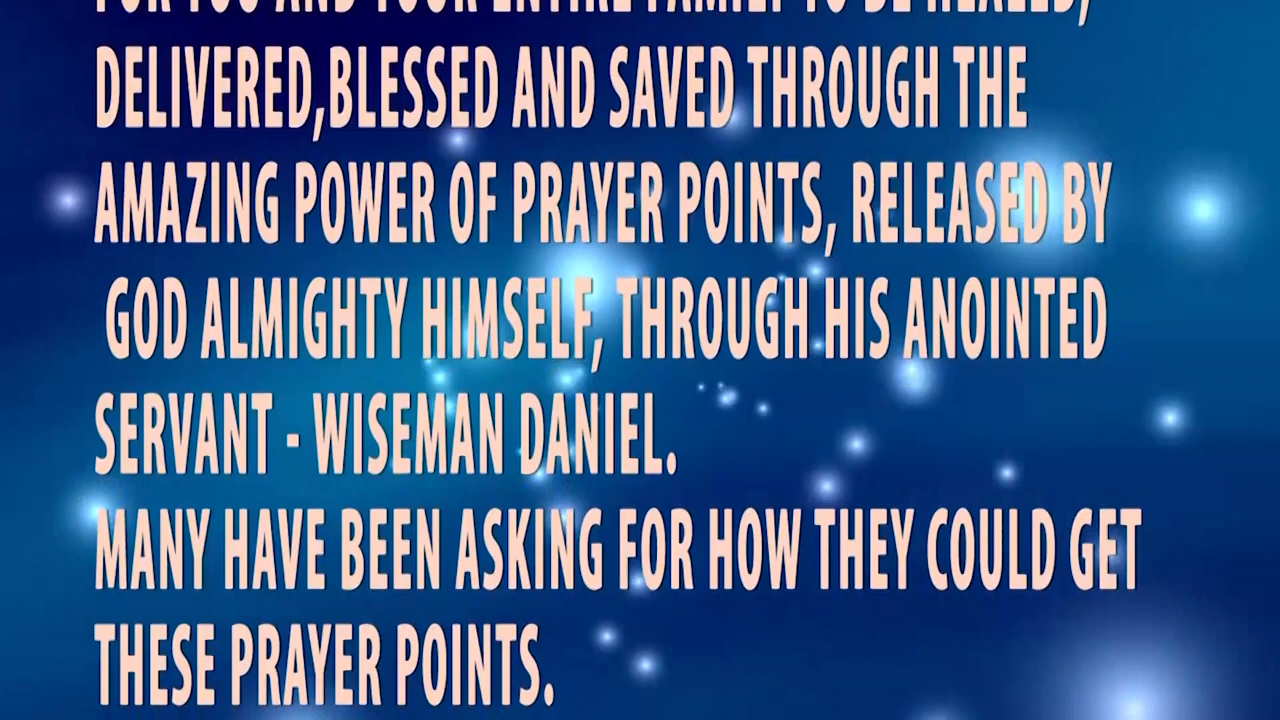 FOR YOU AND YOUR ENTIRE FAMILY TO BE HEALED,
DELIVERED,BLESSED AND SAVED THROUGH THE
AMAZING POWER OF PRAYER POINTS, RELEASED BY
GOD ALMIGHTY HIMSELF, THROUGH HIS ANOINTED
SERVANT - WISEMAN DANIEL.
MANY HAVE BEEN ASKING FOR HOW THEY COULD GET
THESE PRAYER POINTS.